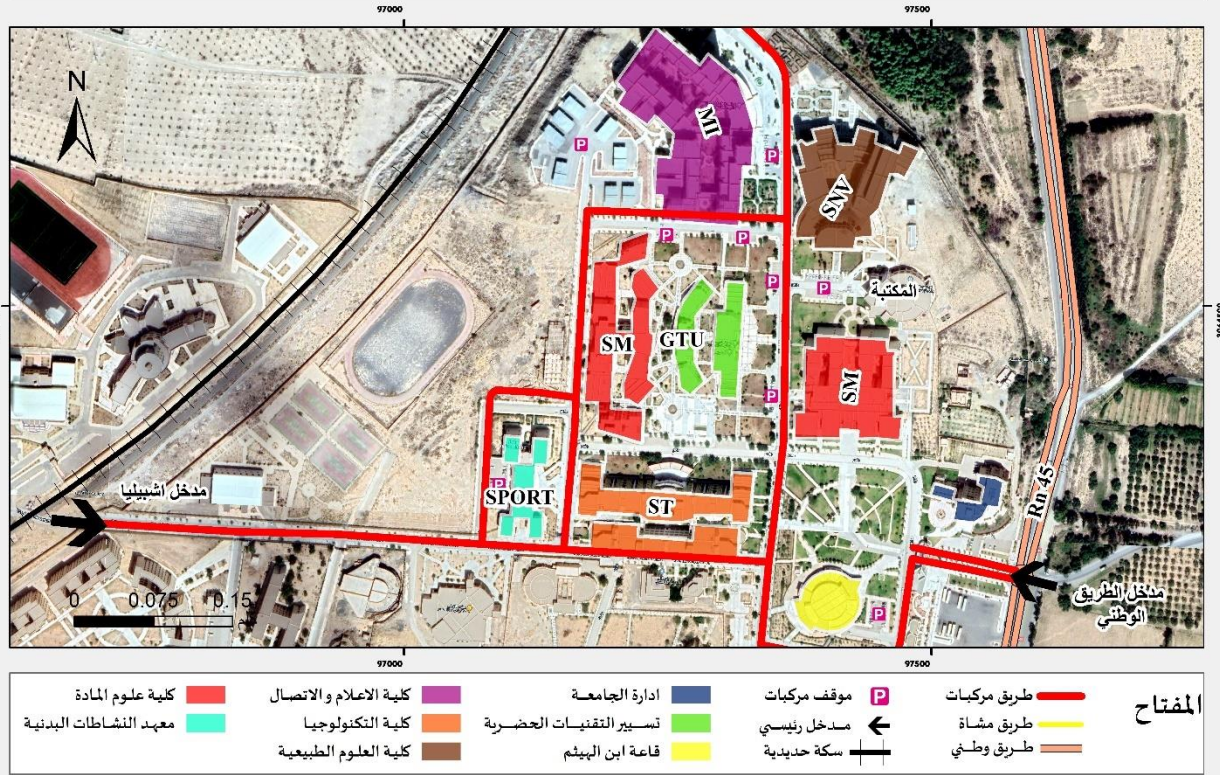 97000
97500
N
MI
P
P
SNV
P
P
P
P
المكتبة
SM
GTU
SM
P
مدخل اشبيليا
P
SPORT
ST
Rn 45
0
0.075
0.15
P
مدخل الطريق
الوطني
97000
97500
المفتاح
طريق مركبات
طريق مشاة
طريق وطني
P
موقف مركبات
مدخل رئيسي
سكة حديدية
ادارة الجامعة
تسيير التقنيات الحضرية
قاعة ابن الهيثم
كلية الاعلام والاتصال
كلية التكنولوجيا
كلية العلوم الطبيعية
كلية علوم المادة
معهد النشاطات البدنية